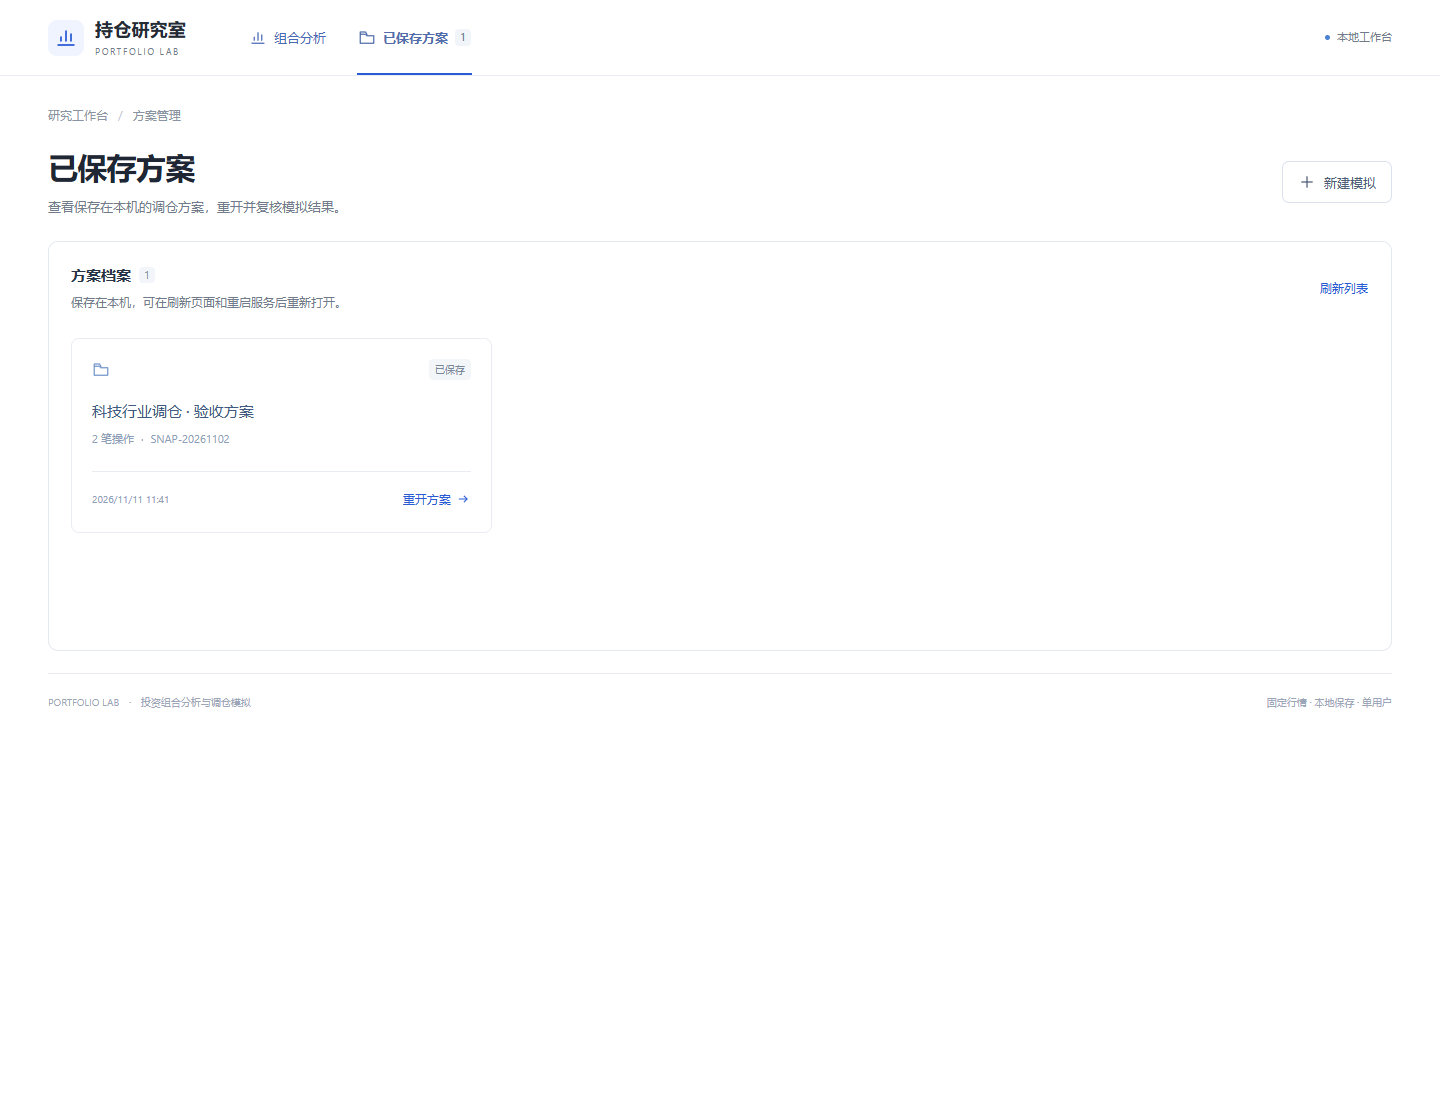 持仓研究室
PORTFOLIO LAB
组合分析
已保存方案 1
本地工作台
研究工作台 / 方案管理
已保存方案
查看保存在本机的调仓方案，重开并复核模拟结果。
新建模拟
方案档案 1
保存在本机，可在刷新页面和重启服务后重新打开。
刷新列表
已保存
科技行业调仓 · 验收方案
2 笔操作 · SNAP-20261102
2026/11/11 11:41
重开方案 →
PORTFOLIO LAB · 投资组合分析与调仓模拟
固定行情 · 本地保存 · 单用户